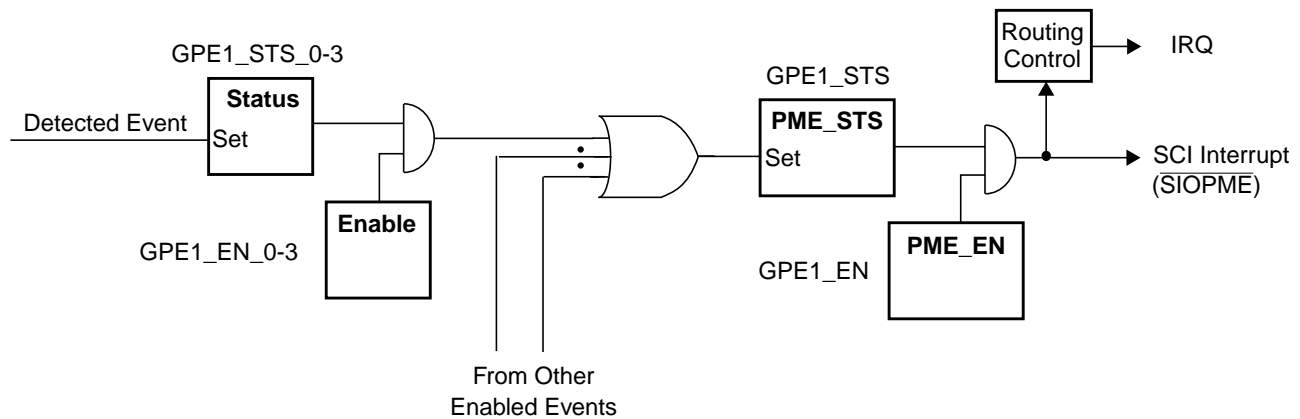 Routing
Control
IRQ
GPE1_STS_0-3
GPE1_STS
Status
PME_STS
Detected Event
Set
Set
SCI Interrupt
(SIOPME)
Enable
PME_EN
GPE1_EN_0-3
GPE1_EN
From Other
Enabled Events